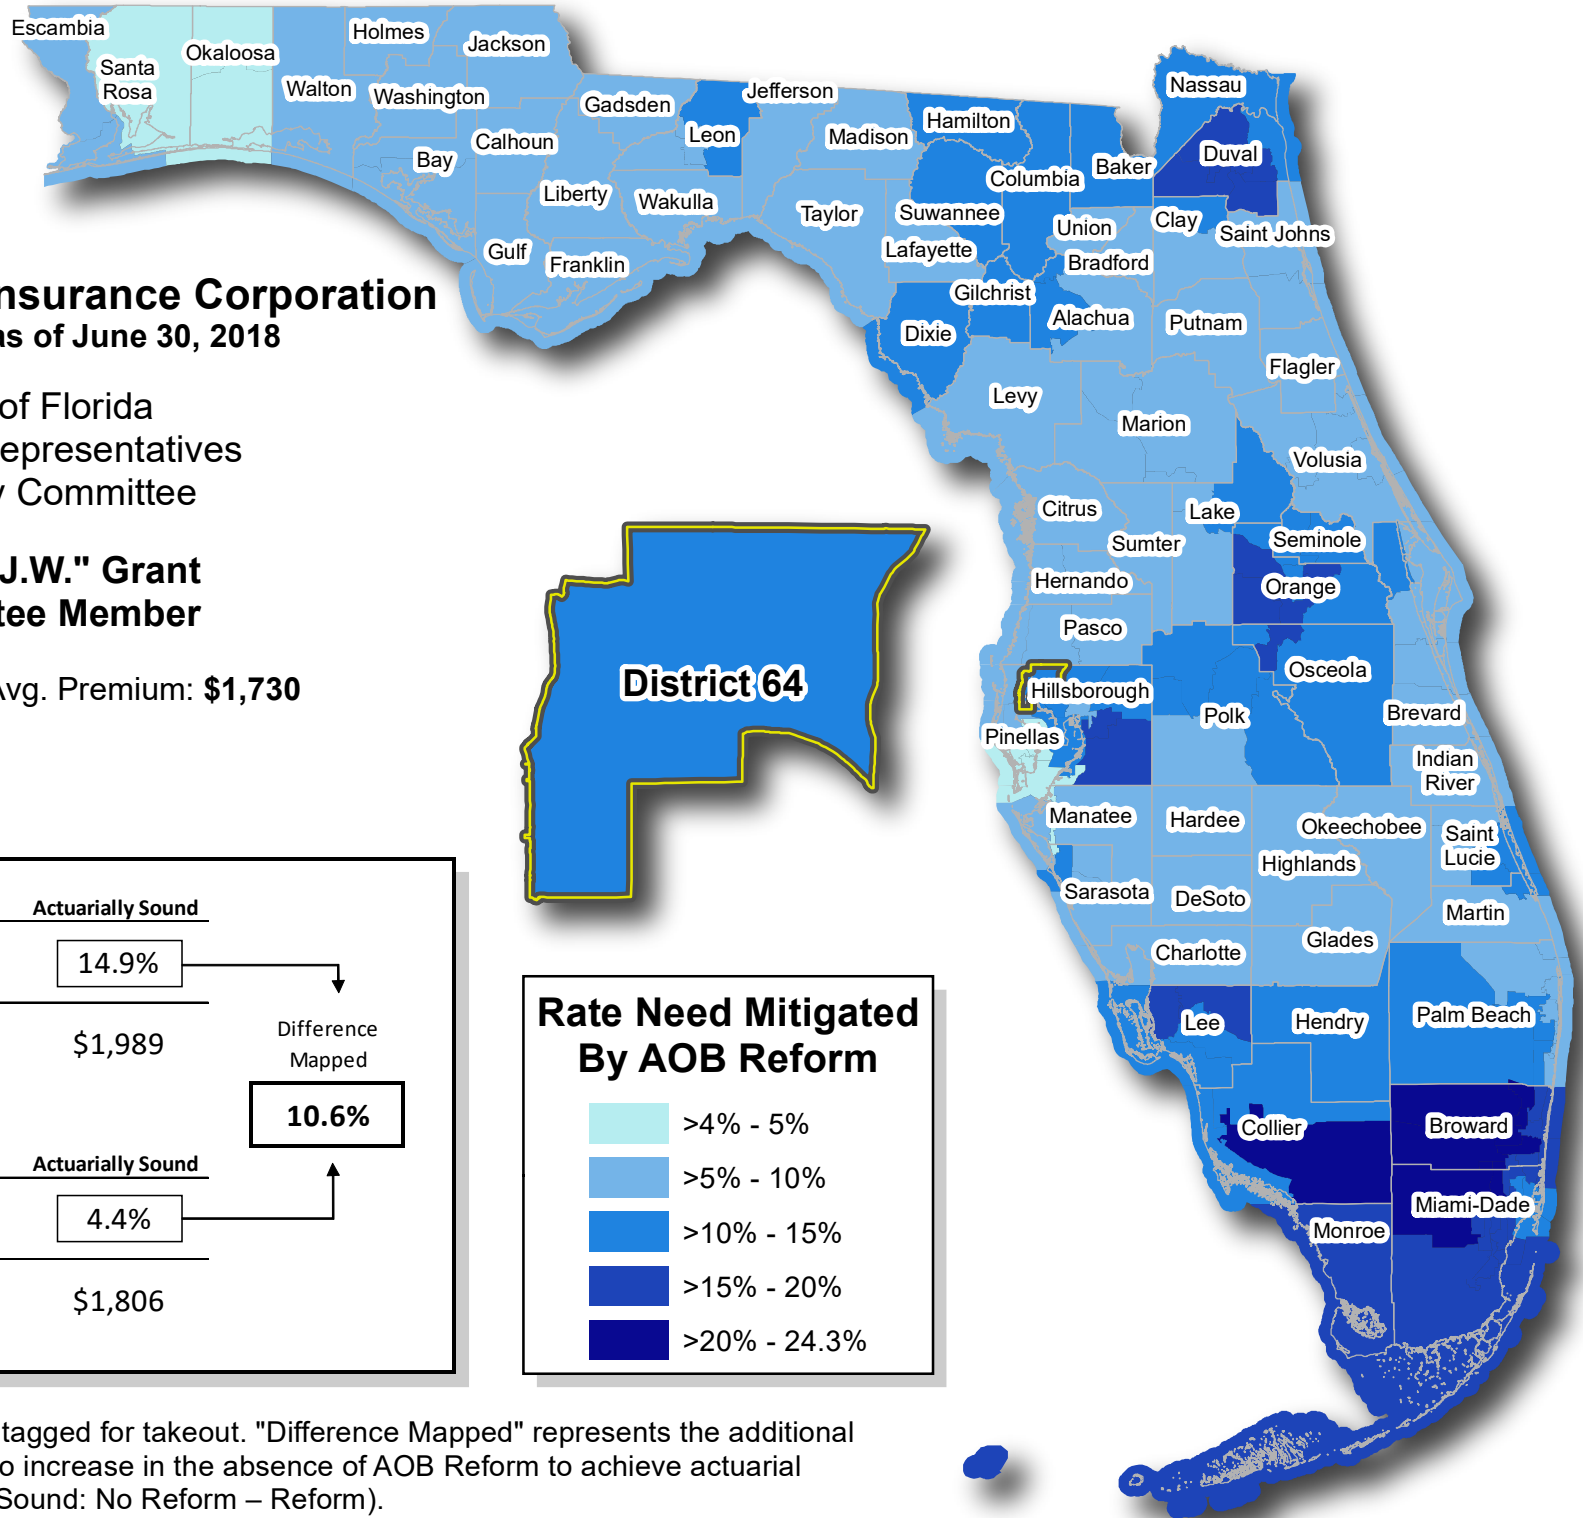 Escambia
Santa
Rosa
Okaloosa
Holmes
Jackson
Walton
Washington
Bay
Calhoun
Gadsden
Liberty
Gulf
Franklin
Leon
Wakulla
Jefferson
Madison
Taylor
Hamilton
Suwannee
Lafayette
Columbia
Baker
Nassau
Duval
Union
Clay
Saint Johns
Bradford
Gilchrist
Dixie
Alachua
Putnam
Flagler
Levy
Marion
Volusia
Citrus
Lake
Sumter
Seminole
Hernando
Orange
Pasco
Osceola
Hillsborough
Polk
Brevard
Pinellas
Indian
River
Manatee
Hardee
Okeechobee
Saint
Lucie
Highlands
Sarasota
DeSoto
Martin
Charlotte
Glades
Lee
Hendry
Palm Beach
Collier
Broward
Miami-Dade
Monroe
nsurance Corporation
as of June 30, 2018
of Florida
epresentatives
y Committee
J.W." Grant
tee Member
Avg. Premium: $1,730
District 64
Actuarially Sound
14.9%
$1,989
Difference
Mapped
10.6%
Actuarially Sound
4.4%
$1,806
Rate Need Mitigated
By AOB Reform
>4% - 5%
>5% - 10%
>10% - 15%
>15% - 20%
>20% - 24.3%
tagged for takeout. "Difference Mapped" represents the additional
o increase in the absence of AOB Reform to achieve actuarial
Sound: No Reform – Reform).